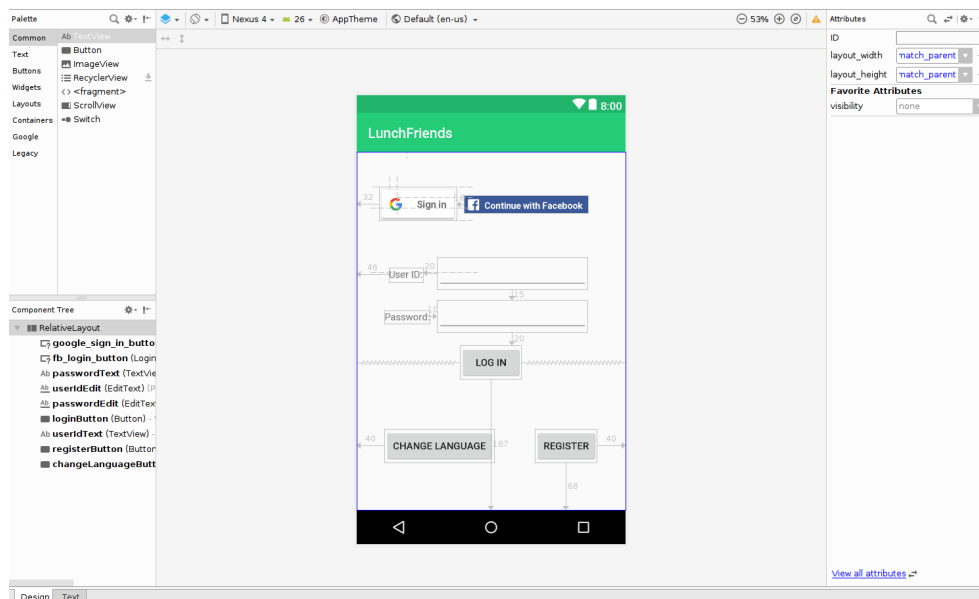 Palette
Nexus 4
26
AppTheme
Default (en-us)
53%
Attributes
Common
Text
Buttons
Widgets
Layouts
Containers
Google
Legacy
Ab TextView
Button
ImageView
RecyclerView
<> <fragment>
ScrollView
Switch
8:00
LunchFriends
32
Sign in
Continue with Facebook
46
User ID:
20
15
Password:
20
LOG IN
40
CHANGE LANGUAGE
187
REGISTER
40
68
Component Tree
RelativeLayout
google_sign_in_butto
fb_login_button (Login
Ab passwordText (TextVie
Ab userIdEdit (EditText) (P
Ab passwordEdit (EditTex
loginButton (Button) -
Ab userIdText (TextView) -
registerButton (Button
changeLanguageButt
Design Text
ID
layout_width match_parent
layout_height match_parent
Favorite Attributes
visibility none
View all attributes